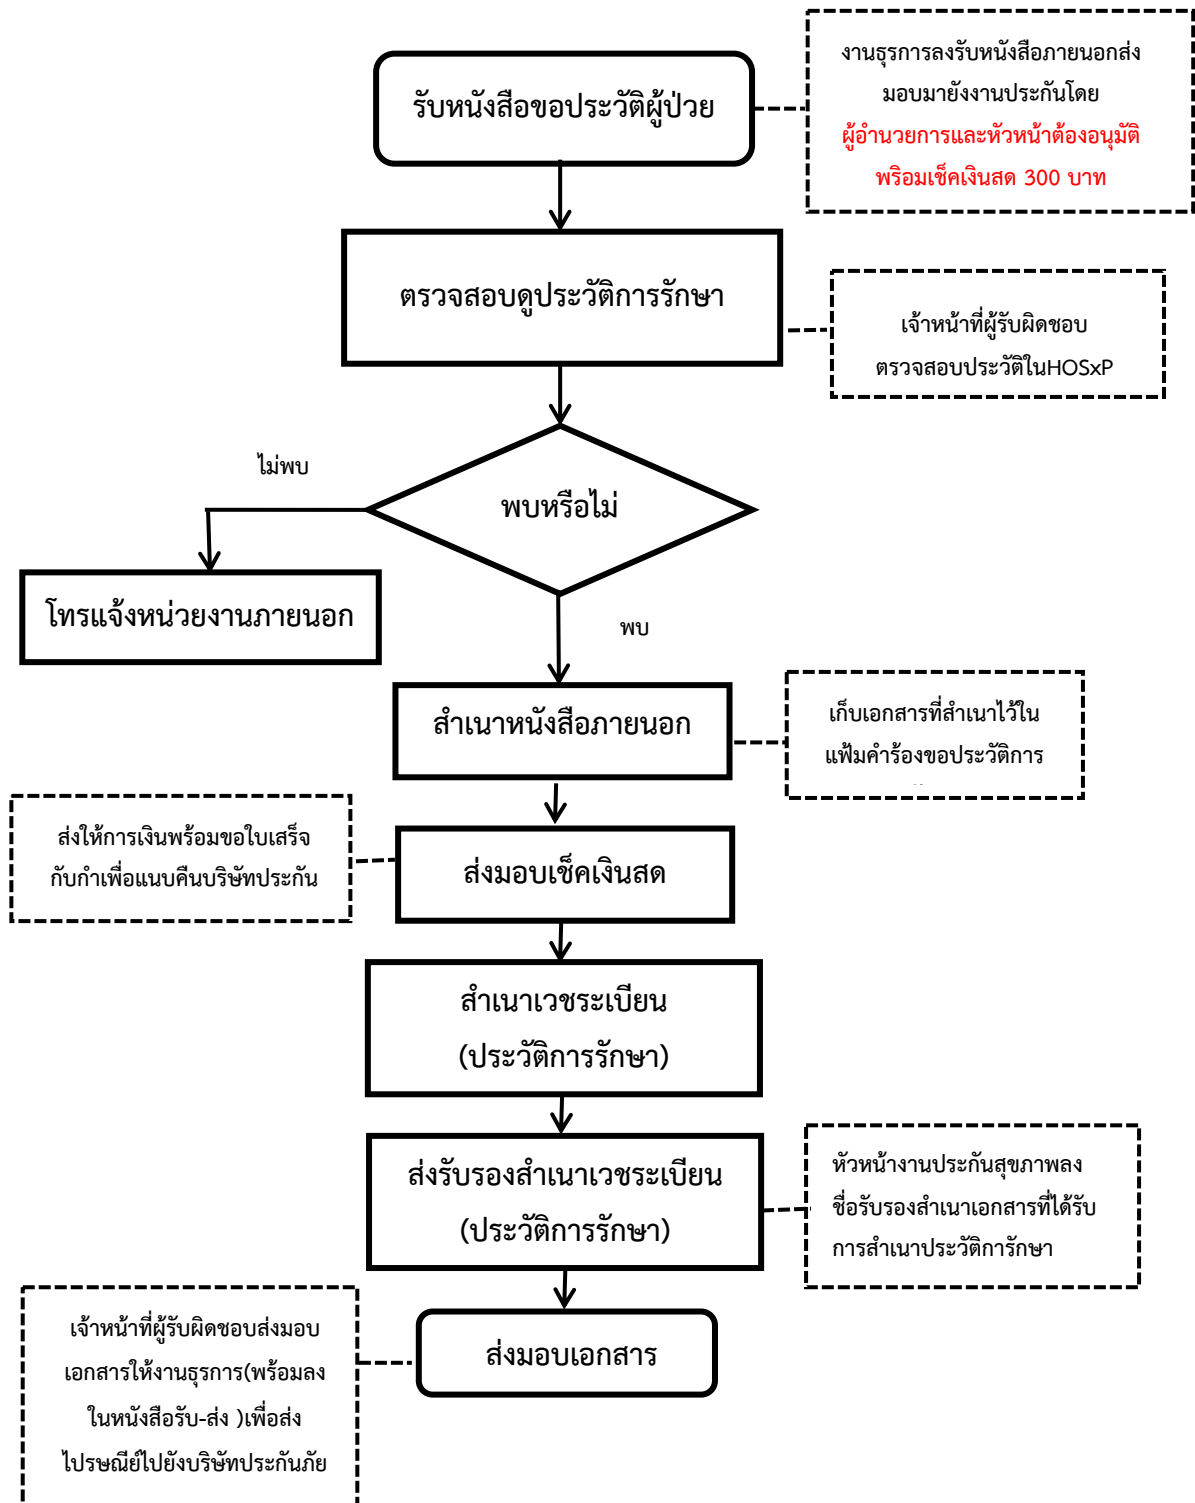 งานธุรการลงรับหนังสือภายนอกส่ง
มอบมายังงานประกันโดย
ผู้อำนวยการและหัวหน้าต้องอนุมัติ
พริอมเช็คเงินสด 300 บาท
รับหนังสือขอประวัติผู้ป่วย
ตรวจสอบดูประวัติการรักษา
เจ้าหน้าที่ผู้รับผิดชอบ
ตรวจสอบประวัติในHOSxP
ไม่พบ
พบหรือไม่
โทรแจ้งหน่วยงานภายนอก
พบ
สำเนาหนังสือภายนอก
เก็บเอกสารที่สำเนาไว้ใน
แฟ้มคำร้องขอประวัติการ
ส่งให้การเงินพร้อมขอใบเสร็จ
กับกำเพื่อแนบคืนบริษัทประกัน
ส่งมอบเช็คเงินสด
สำเนาเวชระเบียน
(ประวัติการรักษา)
ส่งรับรองสำเนาเวชระเบียน
(ประวัติการรักษา)
หัวหน้างานประกันสุขภาพลง
ชื่อรับรองสำเนาเอกสารที่ได้รับ
การสำเนาประวัติการักษา
เจ้าหน้าที่ผู้รับผิดชอบส่งมอบ
เอกสารให้งานธุรการ(พร้อมลง
ในหนังสือรับ-ส่ง )เพื่อส่ง
ไปรษณีย์ไปยังบริษัทประกันภัย
ส่งมอบเอกสาร